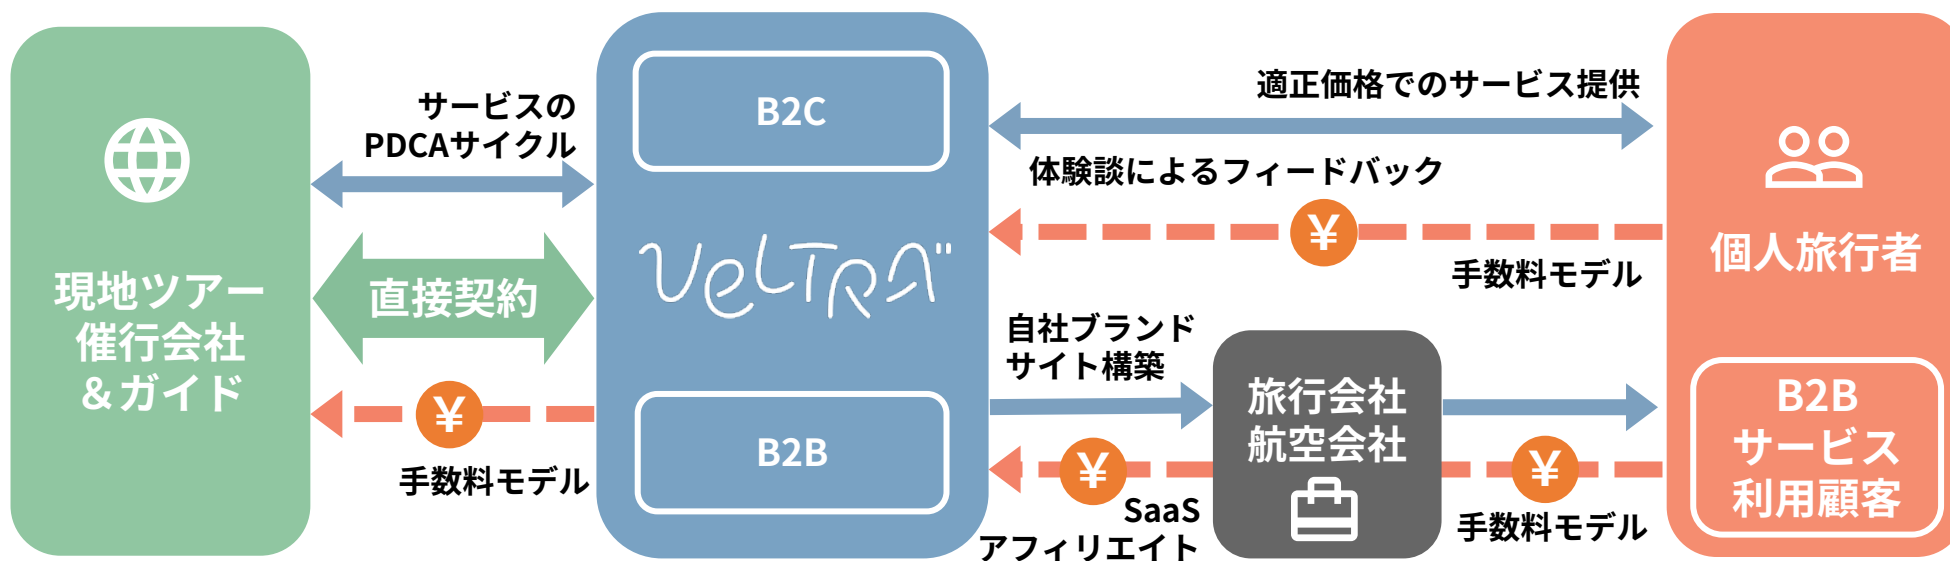 現地ツアー
催行会社
＆ガイド
サービスの
PDCAサイクル
直接契約
¥
手数料モデル
B2C
VELTRA
B2B
適正価格でのサービス提供
体験談によるフィードバック
¥
手数料モデル
自社ブランド
サイト構築
¥
SaaS
アフィリエイト
旅行会社
航空会社
¥
手数料モデル
個人旅行者
B2B
サービス
利用顧客